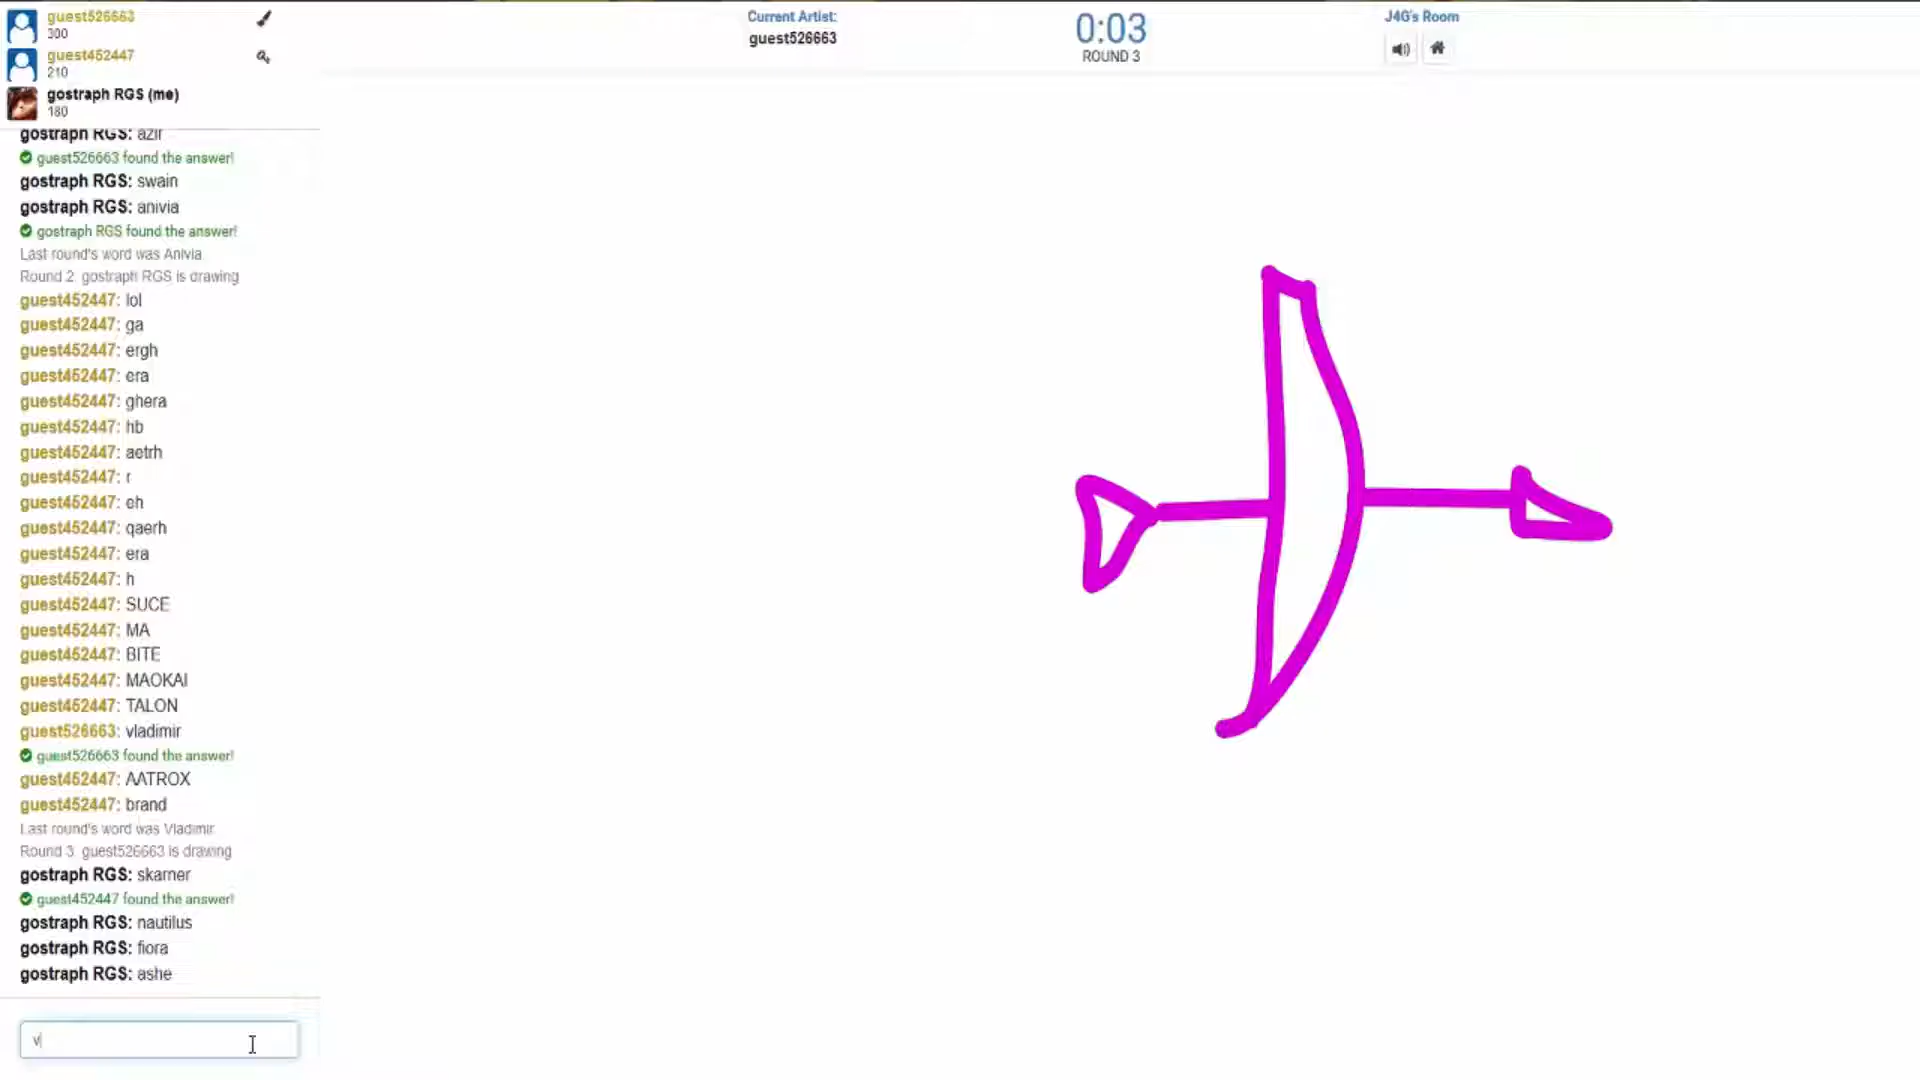 guest526663
300
guest452447
210
gostraph RGS (me)
180
Current Artist:
guest526663
0:03
ROUND 3
J4G's Room
gostraph RGS: azir
guest526663 found the answer!
gostraph RGS: swain
gostraph RGS: anivia
gostraph RGS found the answer!
Last round's word was Anivia
Round 2: gostraph RGS is drawing
guest452447: lol
guest452447: ga
guest452447: ergh
guest452447: era
guest452447: ghera
guest452447: hb
guest452447: aetrh
guest452447: r
guest452447: eh
guest452447: qaerh
guest452447: era
guest452447: h
guest452447: SUCE
guest452447: MA
guest452447: BITE
guest452447: MAOKAI
guest452447: TALON
guest526663: vladimir
guest526663 found the answer!
guest452447: AATROX
guest452447: brand
Last round's word was Vladimir
Round 3: guest526663 is drawing
gostraph RGS: skarner
guest452447 found the answer!
gostraph RGS: nautilus
gostraph RGS: fiora
gostraph RGS: ashe
v